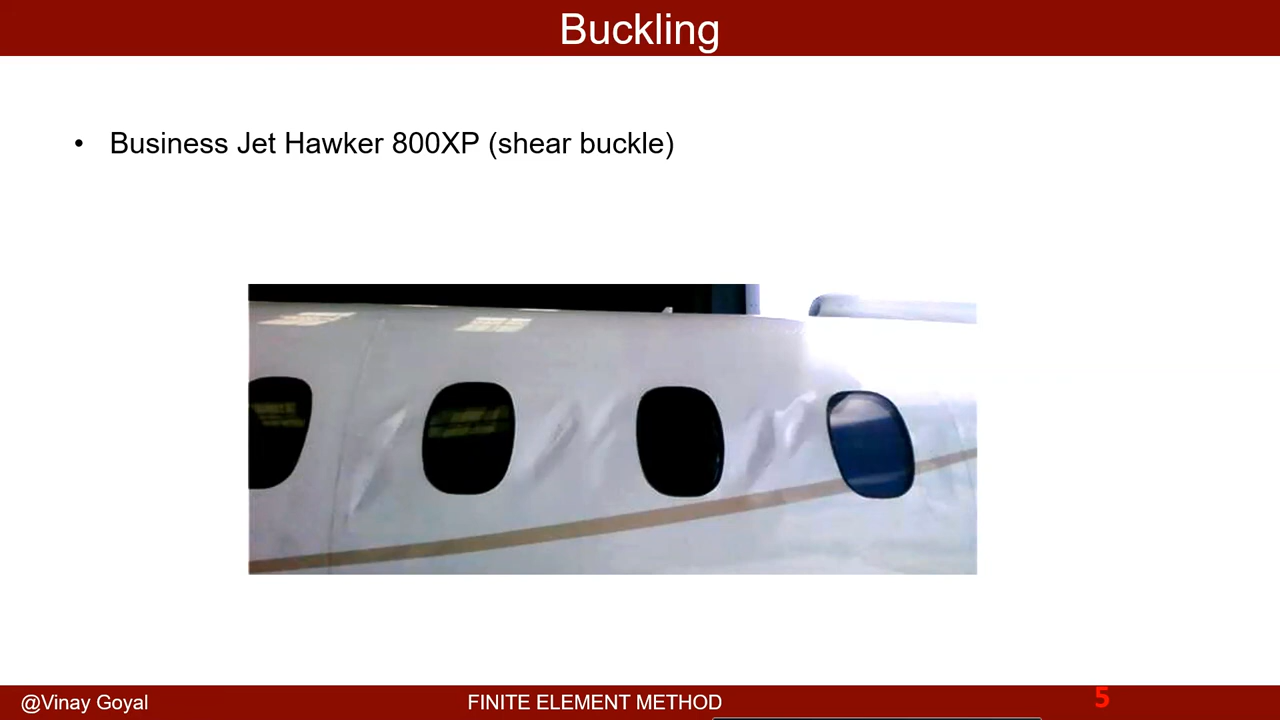 Buckling
• Business Jet Hawker 800XP (shear buckle)
@Vinay Goyal
FINITE ELEMENT METHOD
5